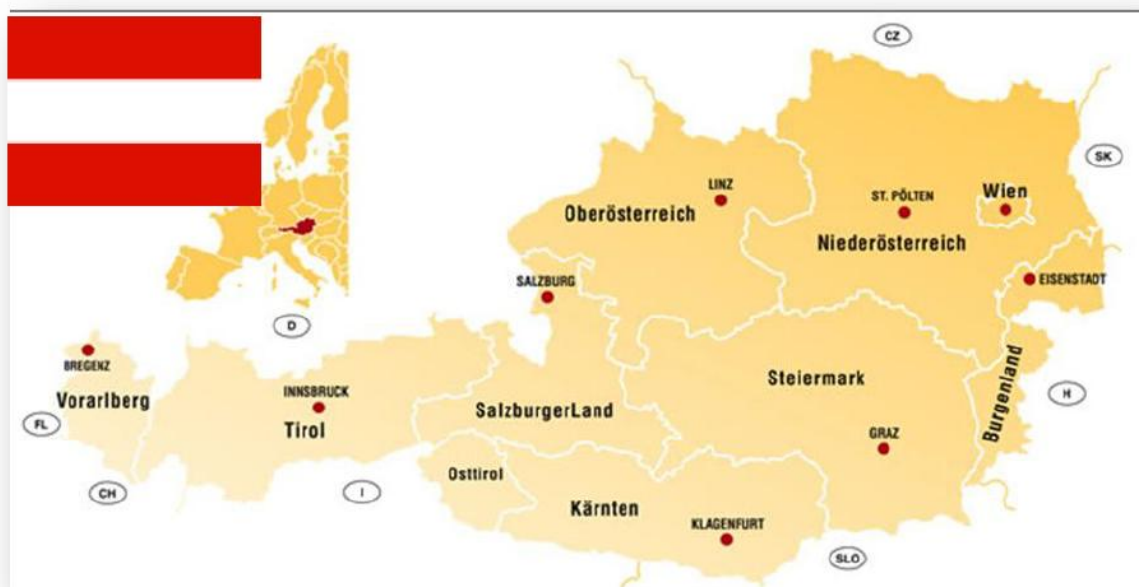 CZ
SK
LINZ
ST. PÖLTEN
Wien
Oberösterreich
Niederösterreich
SALZBURG
EISENSTADT
D
BREGENZ
Vorarlberg
INNSBRUCK
Tirol
SalzburgerLand
Steiermark
Burgenland
H
FL
GRAZ
CH
I
Osttirol
Kärnten
KLAGENFURT
SLO